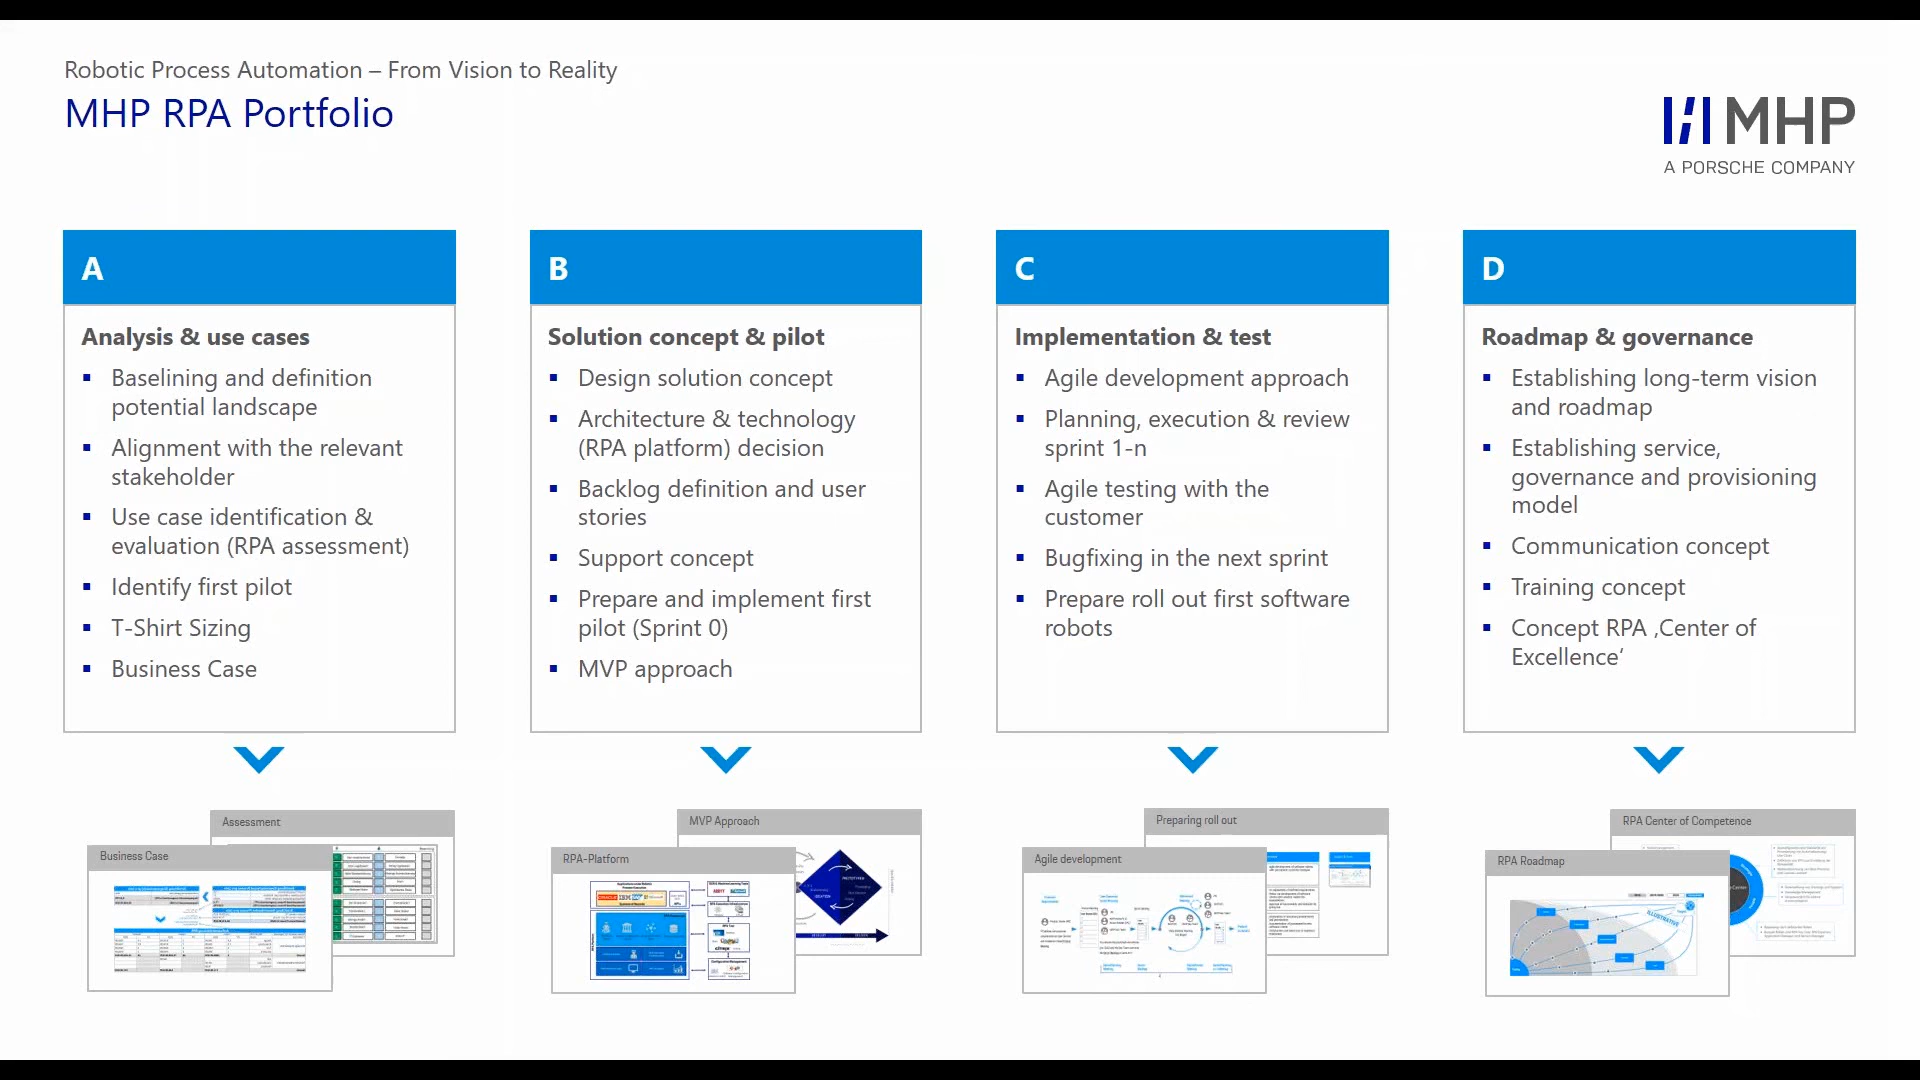 Robotic Process Automation – From Vision to Reality
MHP RPA Portfolio
MHP
A PORSCHE COMPANY
A
Analysis & use cases
▪ Baselining and definition
potential landscape
▪ Alignment with the relevant
stakeholder
▪ Use case identification &
evaluation (RPA assessment)
▪ Identify first pilot
▪ T-Shirt Sizing
▪ Business Case
B
Solution concept & pilot
▪ Design solution concept
▪ Architecture & technology
(RPA platform) decision
▪ Backlog definition and user
stories
▪ Support concept
▪ Prepare and implement first
pilot (Sprint 0)
▪ MVP approach
C
Implementation & test
▪ Agile development approach
▪ Planning, execution & review
sprint 1-n
▪ Agile testing with the
customer
▪ Bugfixing in the next sprint
▪ Prepare roll out first software
robots
D
Roadmap & governance
▪ Establishing long-term vision
and roadmap
▪ Establishing service,
governance and provisioning
model
▪ Communication concept
▪ Training concept
▪ Concept RPA ‚Center of
Excellence‘
Assessment
Business Case
MVP Approach
RPA-Platform
Preparing roll out
Agile development
RPA Center of Competence
RPA Roadmap
ILLUSTRATIVE